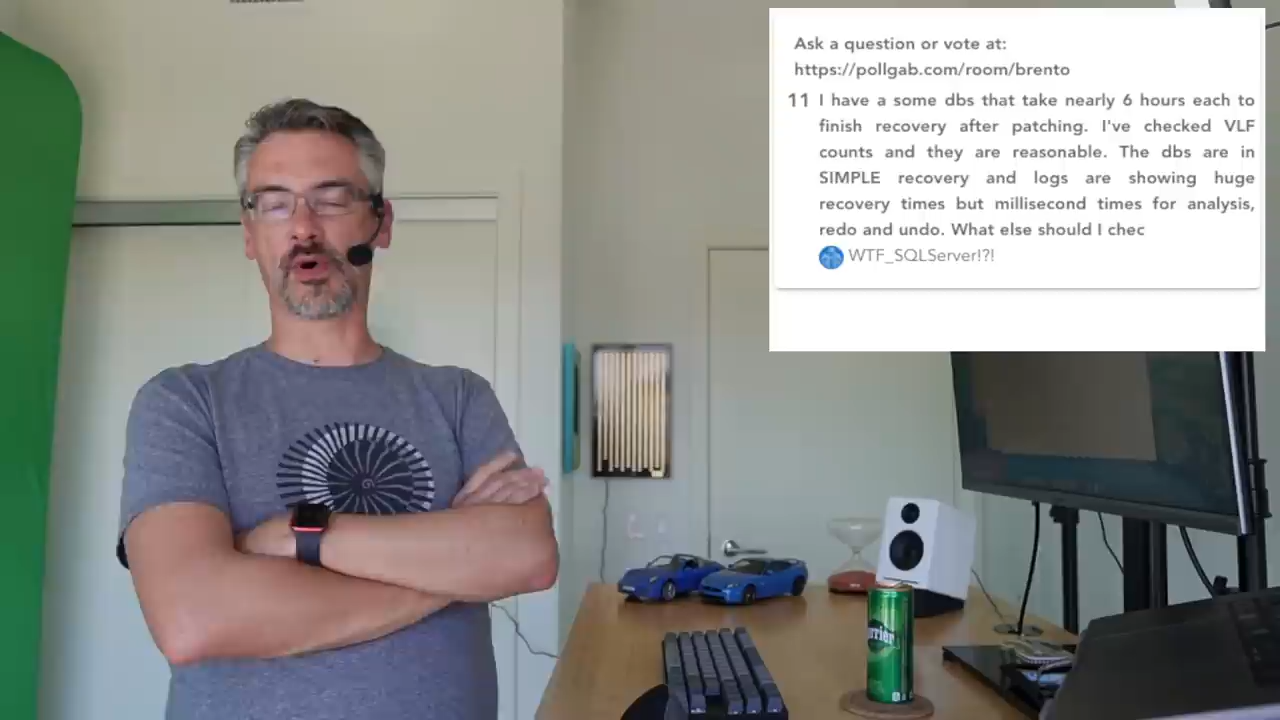 Ask a question or vote at:
https://pollgab.com/room/brento
11 I have a some dbs that take nearly 6 hours each to
finish recovery after patching. I've checked VLF
counts and they are reasonable. The dbs are in
SIMPLE recovery and logs are showing huge
recovery times but millisecond times for analysis,
redo and undo. What else should I chec
WTF_SQLServer!?!